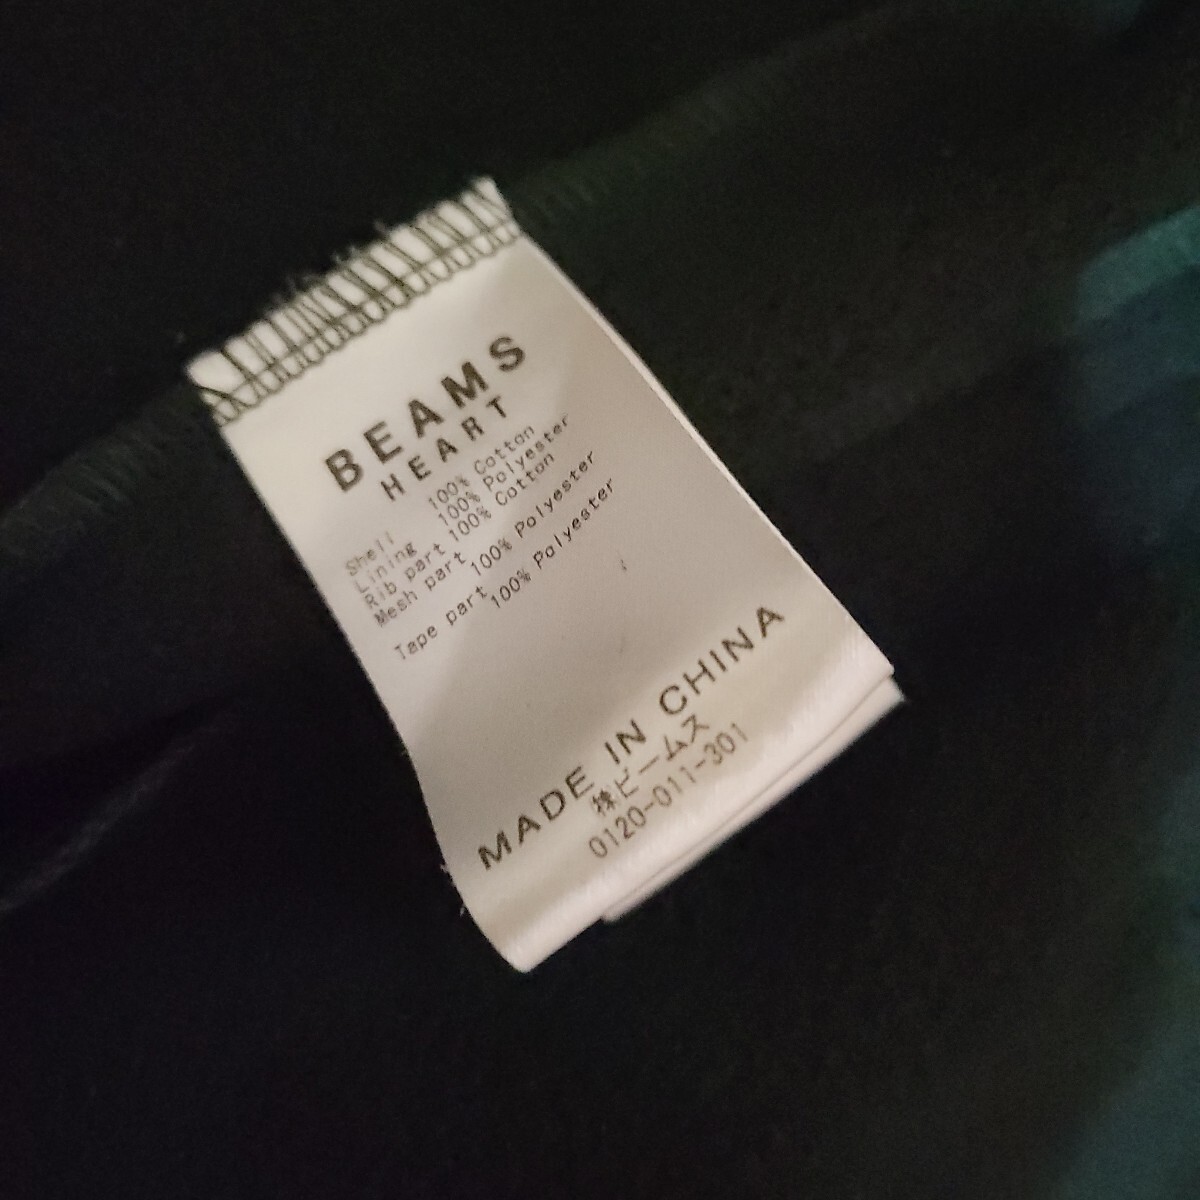 BEAMS
HEART
Shell 100% Cotton
Lining 100% Polyester
Rib part 100% Cotton
Mesh part
100% Polyester
Tape part
100% Polyester
MADE IN CHINA
㈱ビームス
0120-011-301